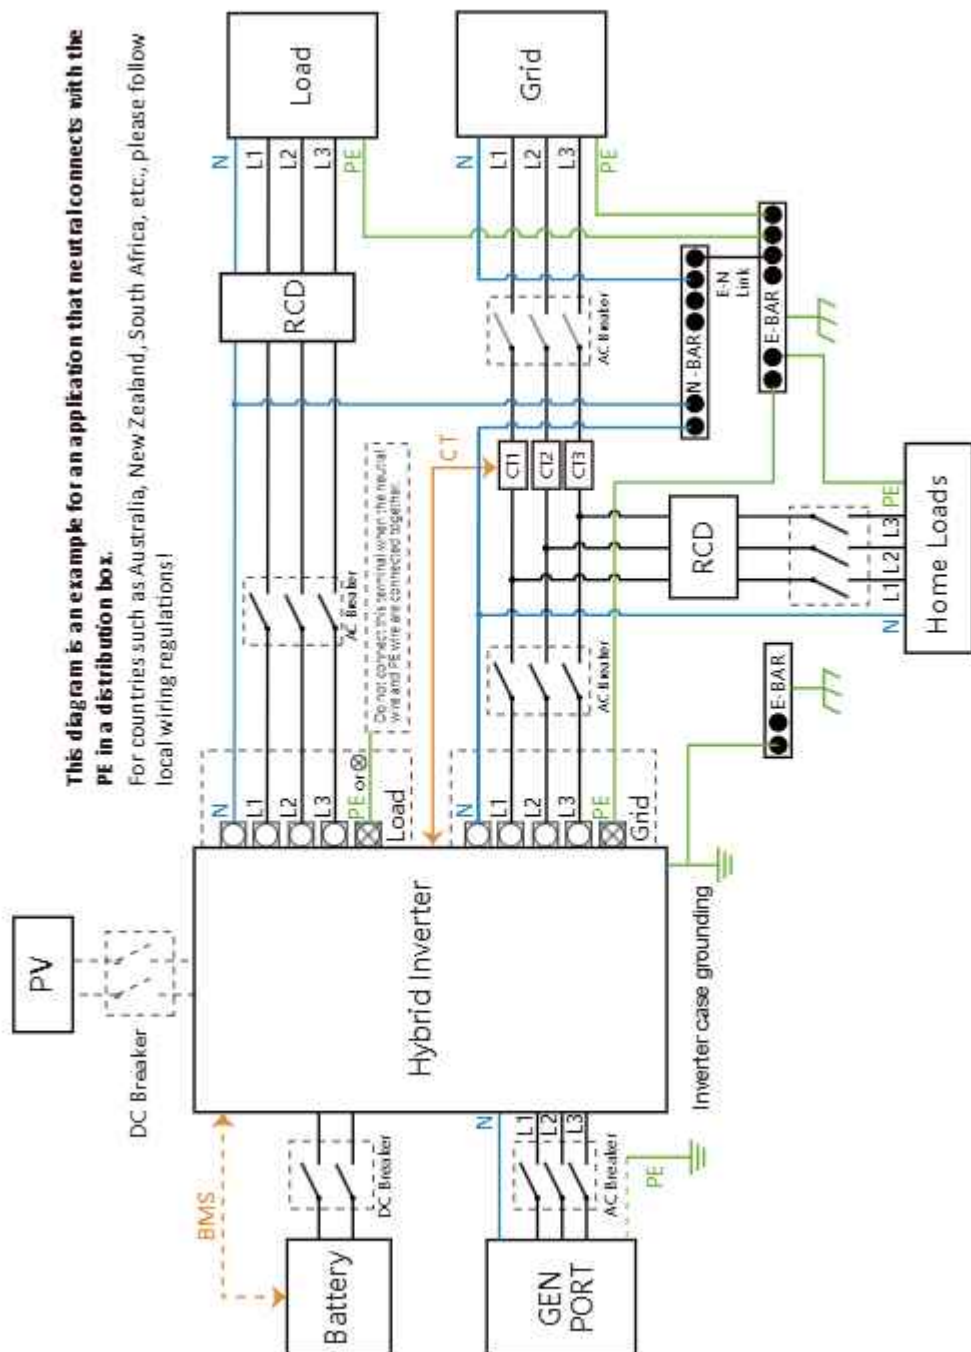 This diagram is an example for an application that neutral connects with the
PE in a distribution box.
For countries such as Australia, New Zealand, South Africa, etc., please follow
local wiring regulations!
PV
DC Breaker
BMS
Battery
DC Breaker
GEN
PORT
N
L1
L2
L3
AC Breaker
PE
Hybrid Inverter
Inverter case grounding
N
L1
L2
L3
PE or
Load
AC Breaker
Do not connect this terminal when the neutral
wire and PE wire are connected together.
RCD
N
L1
L2
L3
PE
Load
CT
N
L1
L2
L3
PE
Grid
AC Breaker
CT1
CT2
CT3
AC Breaker
N
L1
L2
L3
PE
Grid
RCD
N
L1
L2
L3
PE
Home Loads
N-BAR
E-N
Link
E-BAR
E-BAR